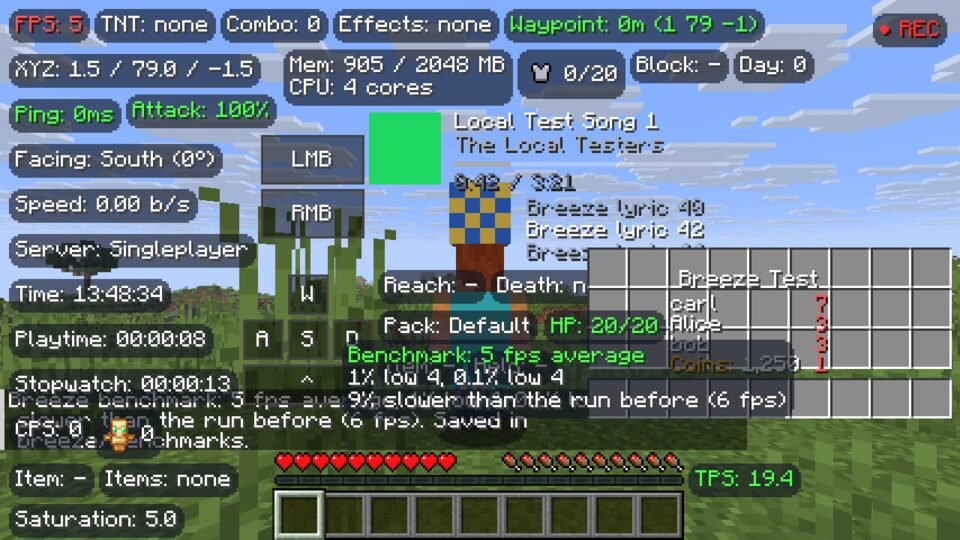 FPS: 5
TNT: none
Combo: 0
Effects: none
Waypoint: 0m (1 79 -1)
REC
XYZ: 1.5 / 79.0 / -1.5
Mem: 905 / 2048 MB
CPU: 4 cores
0/20
Block: -
Day: 0
Ping: 0ms
Attack: 100%
Local Test Song 1
The Local Testers
0:42 / 3:21
Facing: South (0°)
LMB
RMB
Speed: 0.00 b/s
Breeze lyric 40
Breeze lyric 42
Server: Singleplayer
Time: 13:48:34
W
Reach: -
Death:
Breeze Test
carl 7
Alice 3
bob 3
Coins: 1,250 1
Playtime: 00:00:08
A
S
D
Pack: Default
HP: 20/20
Benchmark: 5 fps average
1% low 4, 0.1% low 4
9% slower than the run before (6 fps)
Stopwatch: 00:00:13
^
Breeze benchmark: 5 fps
slower than the run before (6 fps). Saved in
CPS: 0
0
Item: -
Items: none
TPS: 19.4
Saturation: 5.0